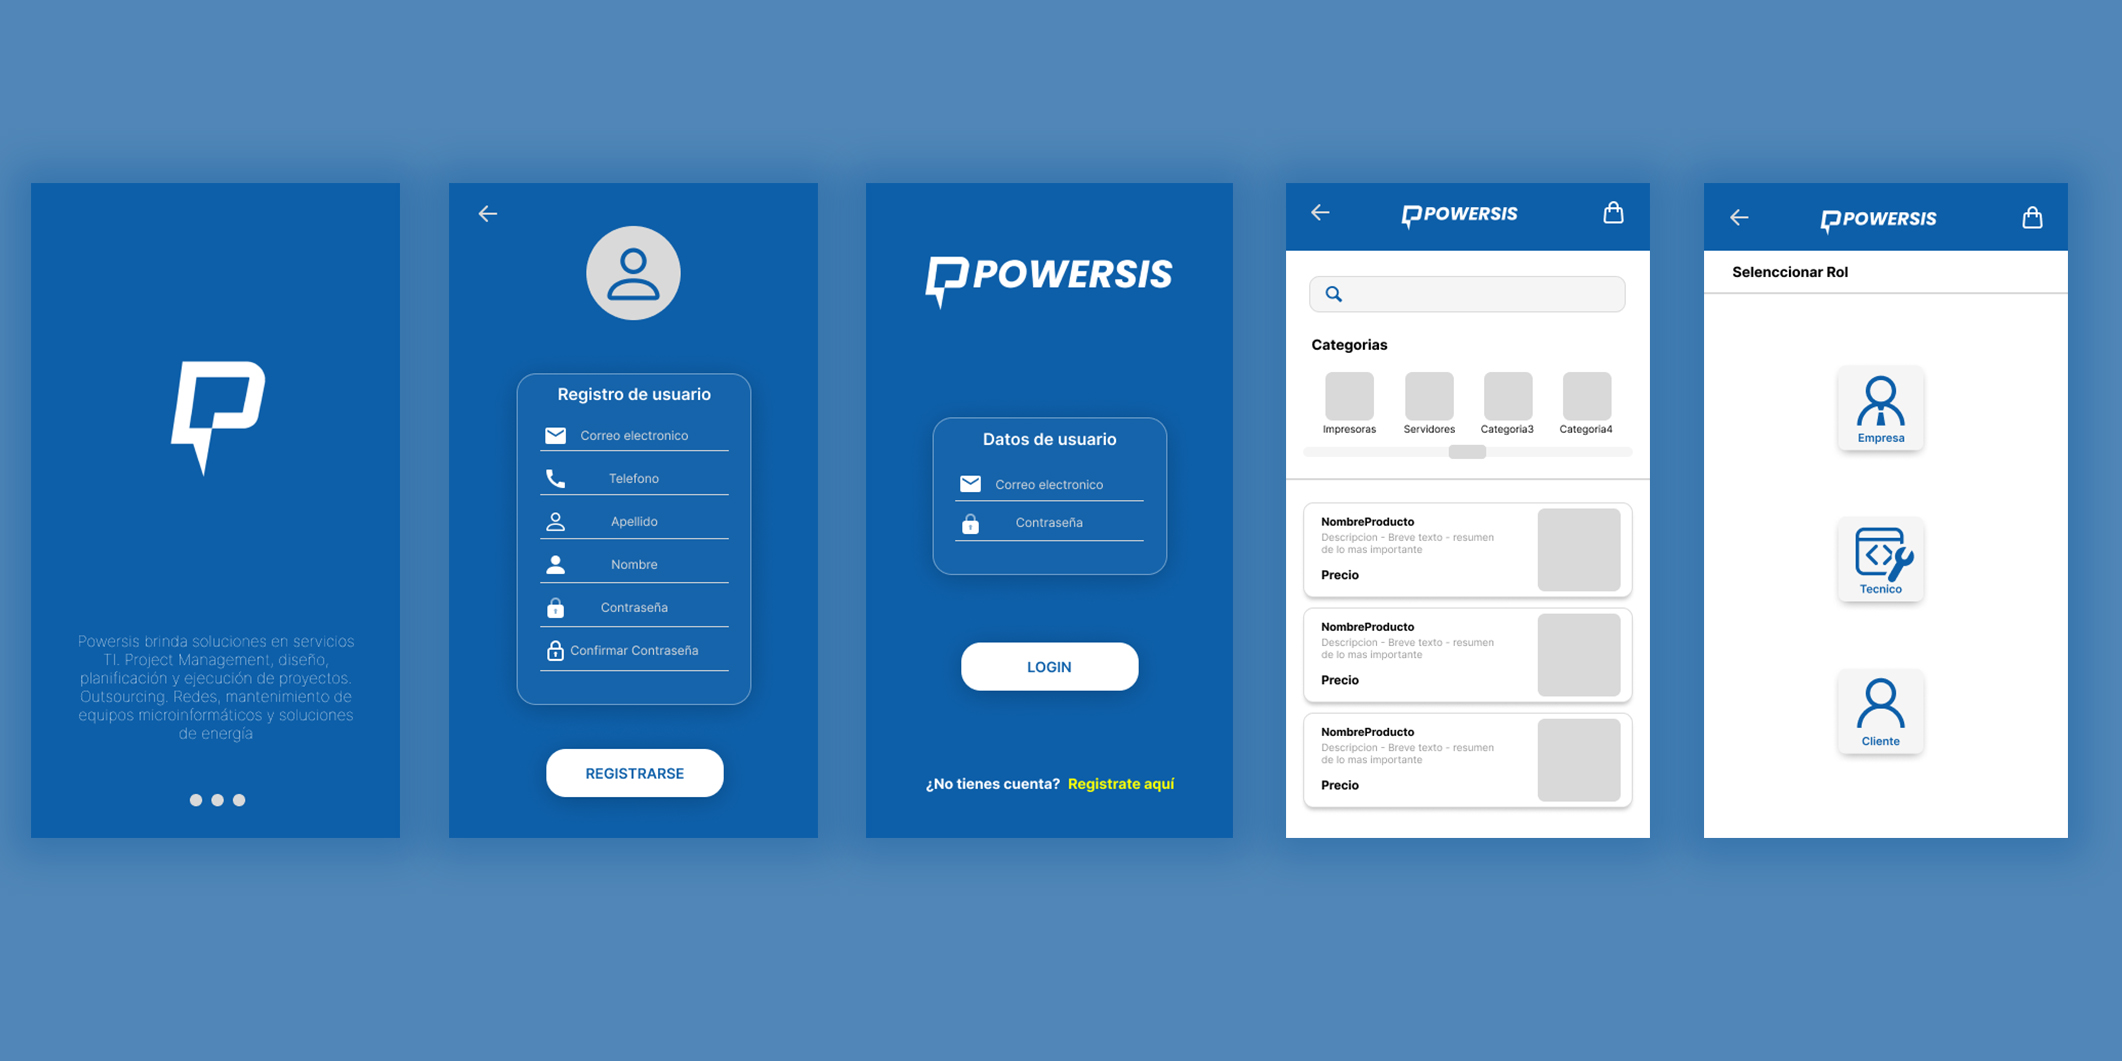 Powersis brinda soluciones en servicios
TI. Project Management, diseño,
planificación y ejecución de proyectos.
Outsourcing. Redes, mantenimiento de
equipos microinformáticos y soluciones
de energía
Registro de usuario
Correo electronico
Telefono
Apellido
Nombre
Contraseña
Confirmar Contraseña
REGISTRARSE
POWERSIS
Datos de usuario
Correo electronico
Contraseña
LOGIN
¿No tienes cuenta? Registrate aquí
POWERSIS
Categorias
Impresoras Servidores Categoria3 Categoria4
NombreProducto
Descripcion - Breve texto - resumen
de lo mas importante
Precio
NombreProducto
Descripcion - Breve texto - resumen
de lo mas importante
Precio
NombreProducto
Descripcion - Breve texto - resumen
de lo mas importante
Precio
POWERSIS
Selenccionar Rol
Empresa
Tecnico
Cliente